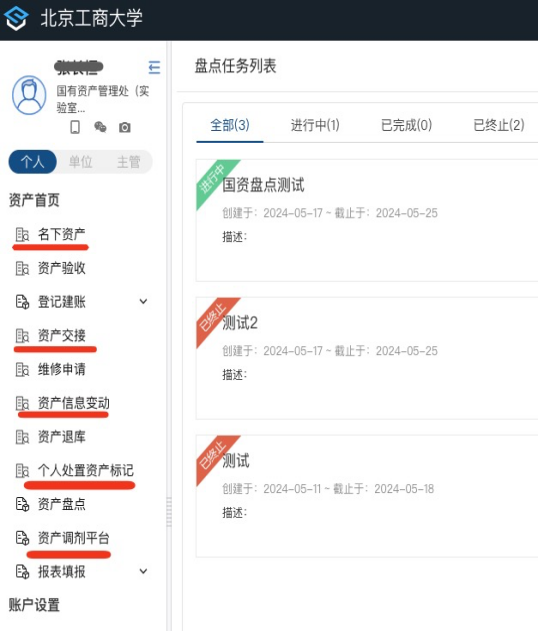 北京工商大学
国有资产管理处（实
验室...
个人 单位 主管
资产首页
名下资产
资产验收
登记建账
资产交接
维修申请
资产信息变动
资产退库
个人处置资产标记
资产盘点
资产调剂平台
报表填报
账户设置
盘点任务列表
全部(3) 进行中(1) 已完成(0) 已终止(2)
进行中
国资盘点测试
创建于：2024-05-17 ~ 截止于：2024-05-25
描述：
已终止
测试2
创建于：2024-05-17 ~ 截止于：2024-05-25
描述：
已终止
测试
创建于：2024-05-11 ~ 截止于：2024-05-18
描述：